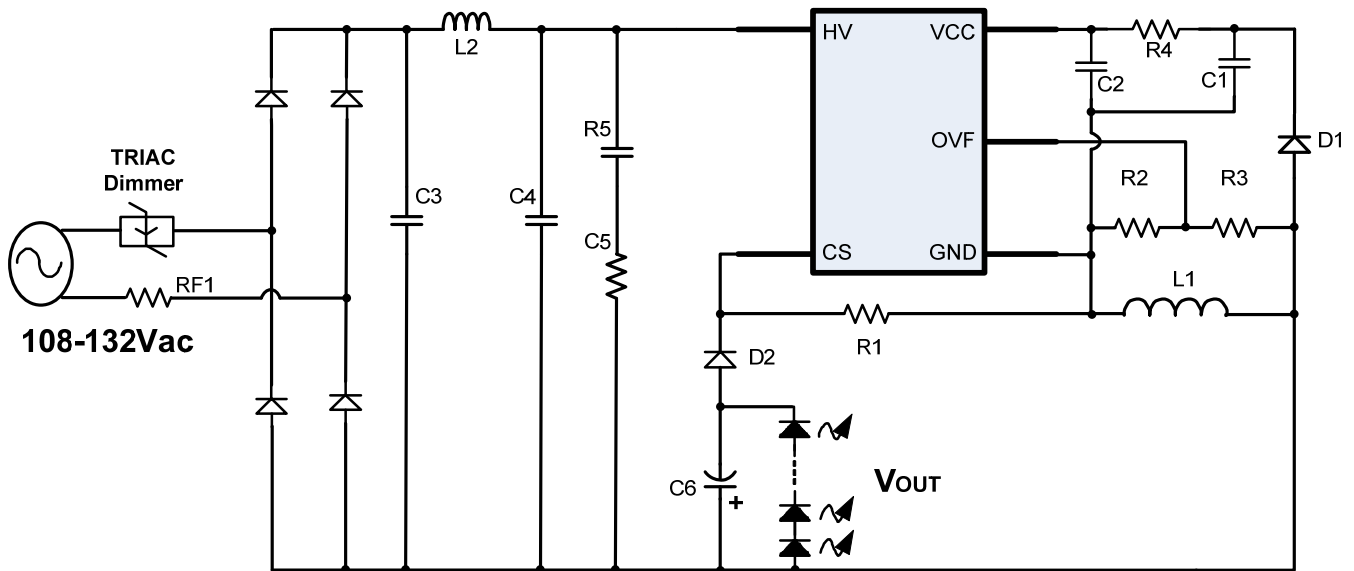 L2
HV
VCC
R4
C2
C1
R5
OVF
D1
TRIAC
Dimmer
C3
C4
R2
R3
C5
CS
GND
RF1
L1
108-132Vac
R1
D2
C6
+
VOUT